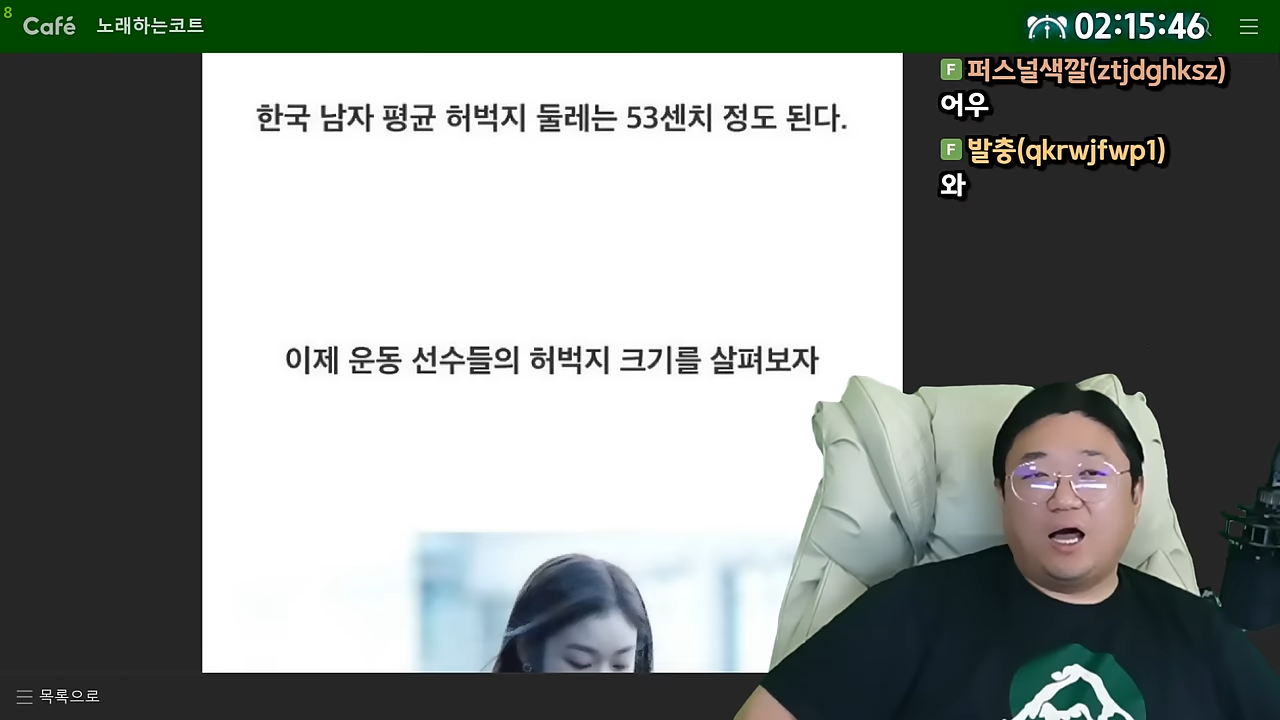 8
Café 노래하는코트
02:15:46
한국 남자 평균 허벅지 둘레는 53센치 정도 된다.
이제 운동 선수들의 허벅지 크기를 살펴보자
F 퍼스널색깔(ztjdghksz)
어우
F 발충(qkrwjfwp1)
와
목록으로